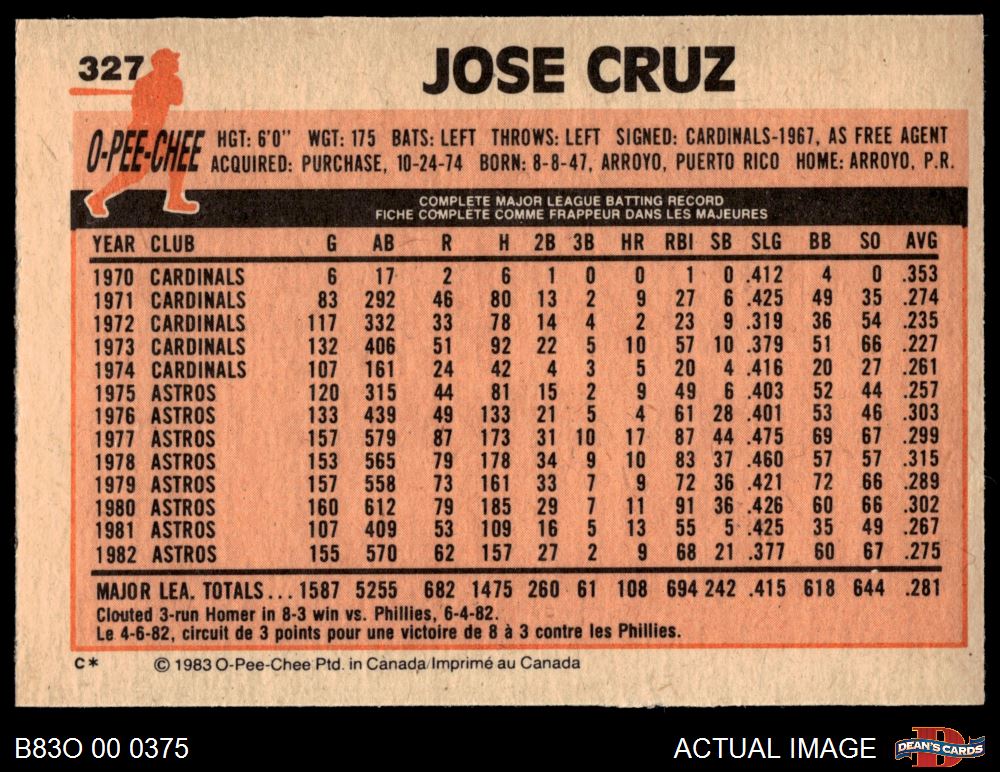 327 JOSE CRUZ
O-PEE-CHEE
HGT: 6'0" WGT: 175 BATS: LEFT THROWS: LEFT SIGNED: CARDINALS-1967, AS FREE AGENT
ACQUIRED: PURCHASE, 10-24-74 BORN: 8-8-47, ARROYO, PUERTO RICO HOME: ARROYO, P.R.
COMPLETE MAJOR LEAGUE BATTING RECORD
FICHE COMPLÈTE COMME FRAPPEUR DANS LES MAJEURES
YEAR CLUB G AB R H 2B 3B HR RBI SB SLG BB SO AVG
1970 CARDINALS 6 17 2 6 1 0 0 1 0 .412 4 0 .353
1971 CARDINALS 83 292 46 80 13 2 9 27 6 .425 49 35 .274
1972 CARDINALS 117 332 33 78 14 4 2 23 9 .319 36 54 .235
1973 CARDINALS 132 406 51 92 22 5 10 57 10 .379 51 66 .227
1974 CARDINALS 107 161 24 42 4 3 5 20 4 .416 20 27 .261
1975 ASTROS 120 315 44 81 15 2 9 49 6 .403 52 44 .257
1976 ASTROS 133 439 49 133 21 5 4 61 28 .401 53 46 .303
1977 ASTROS 157 579 87 173 31 10 17 87 44 .475 69 67 .299
1978 ASTROS 153 565 79 178 34 9 10 83 37 .460 57 57 .315
1979 ASTROS 157 558 73 161 33 7 9 72 36 .421 72 66 .289
1980 ASTROS 160 612 79 185 29 7 11 91 36 .426 60 66 .302
1981 ASTROS 107 409 53 109 16 5 13 55 5 .425 35 49 .267
1982 ASTROS 155 570 62 157 27 2 9 68 21 .377 60 67 .275
MAJOR LEA. TOTALS... 1587 5255 682 1475 260 61 108 694 242 .415 618 644 .281
Clouted 3-run Homer in 8-3 win vs. Phillies, 6-4-82.
Le 4-6-82, circuit de 3 points pour une victoire de 8 à 3 contre les Phillies.
C* © 1983 O-Pee-Chee Ptd. in Canada/Imprimé au Canada
B83O 00 0375 ACTUAL IMAGE D DEAN'S CARDS